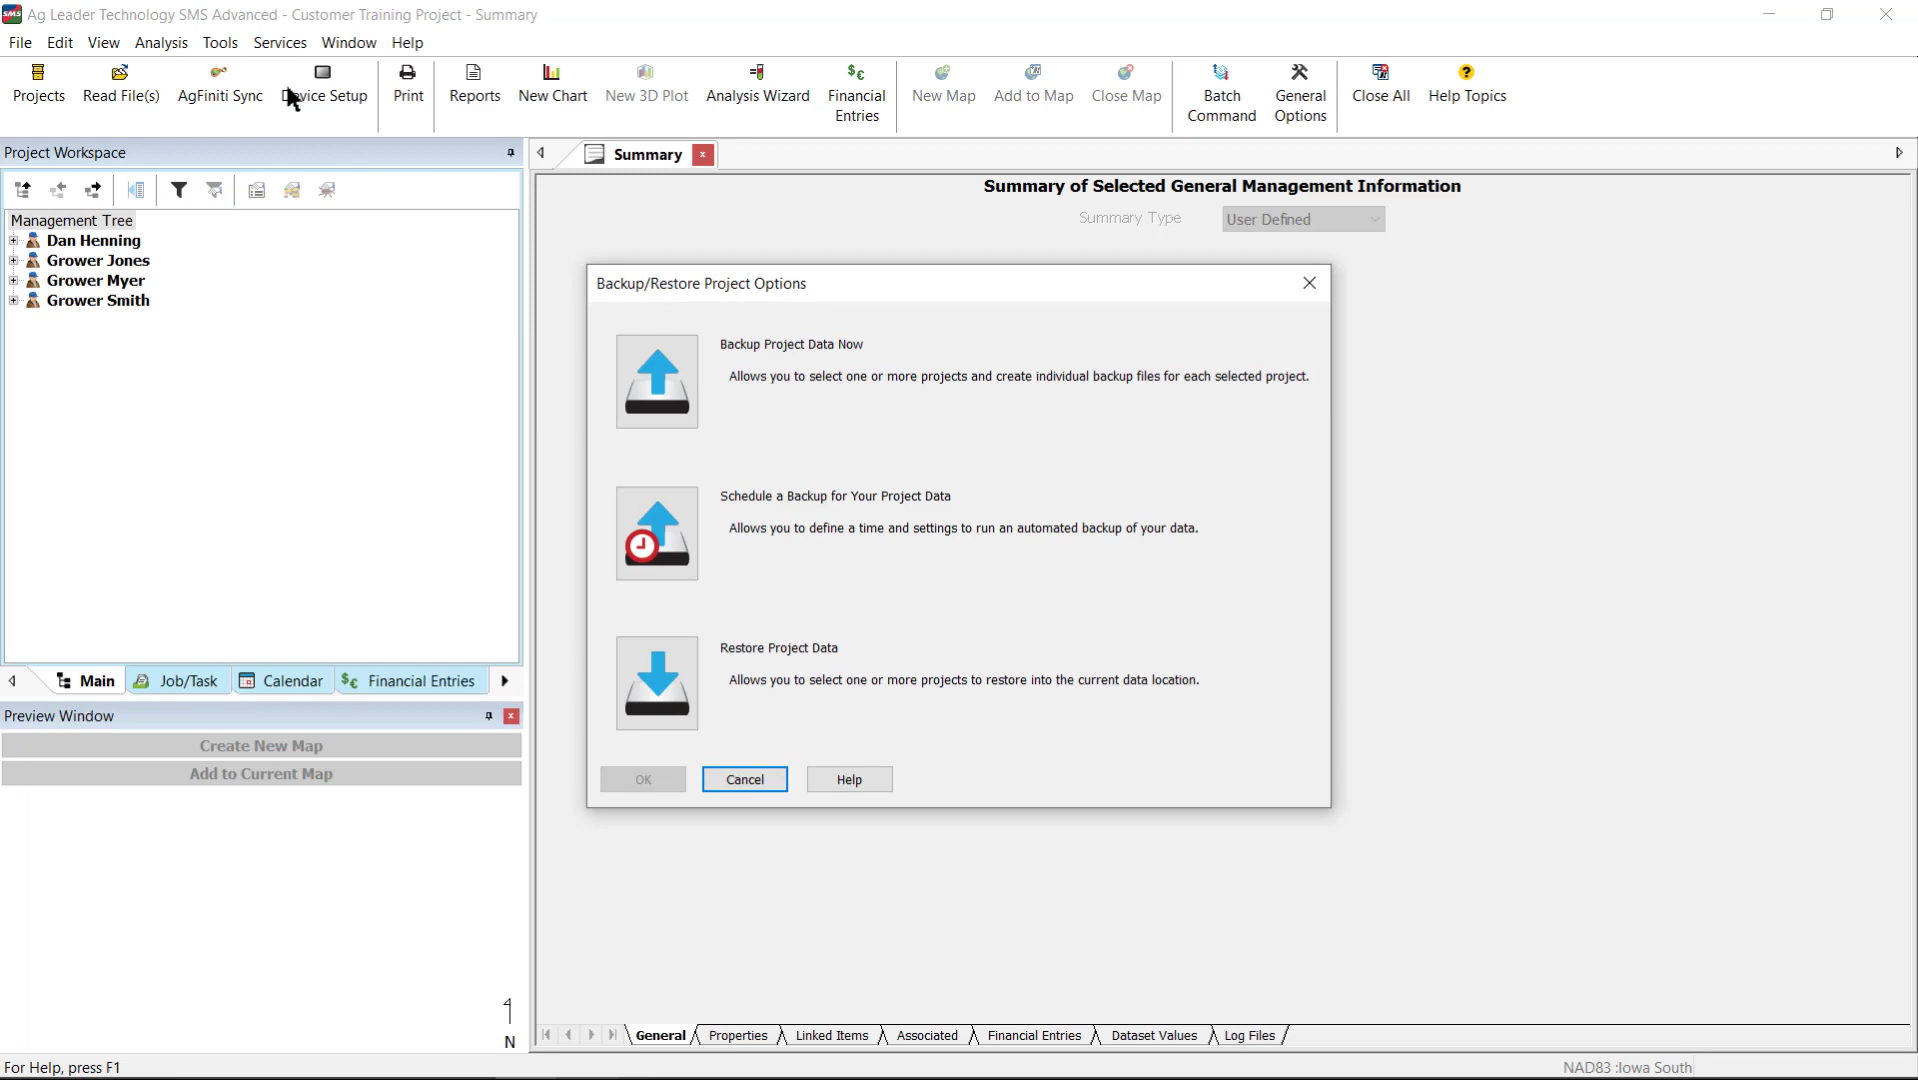 SMS Ag Leader Technology SMS Advanced - Customer Training Project - Summary
File Edit View Analysis Tools Services Window Help
Projects Read File(s) AgFiniti Sync Device Setup Print Reports New Chart New 3D Plot Analysis Wizard Financial Entries New Map Add to Map Close Map Batch Command General Options Close All Help Topics
Project Workspace
Summary
Summary of Selected General Management Information
Summary Type User Defined
Management Tree
Dan Henning
Grower Jones
Grower Myer
Grower Smith
Backup/Restore Project Options
Backup Project Data Now
Allows you to select one or more projects and create individual backup files for each selected project.
Schedule a Backup for Your Project Data
Allows you to define a time and settings to run an automated backup of your data.
Restore Project Data
Allows you to select one or more projects to restore into the current data location.
OK Cancel Help
Main Job/Task Calendar Financial Entries
Preview Window
Create New Map
Add to Current Map
N
General Properties Linked Items Associated Financial Entries Dataset Values Log Files
For Help, press F1
NAD83 :Iowa South